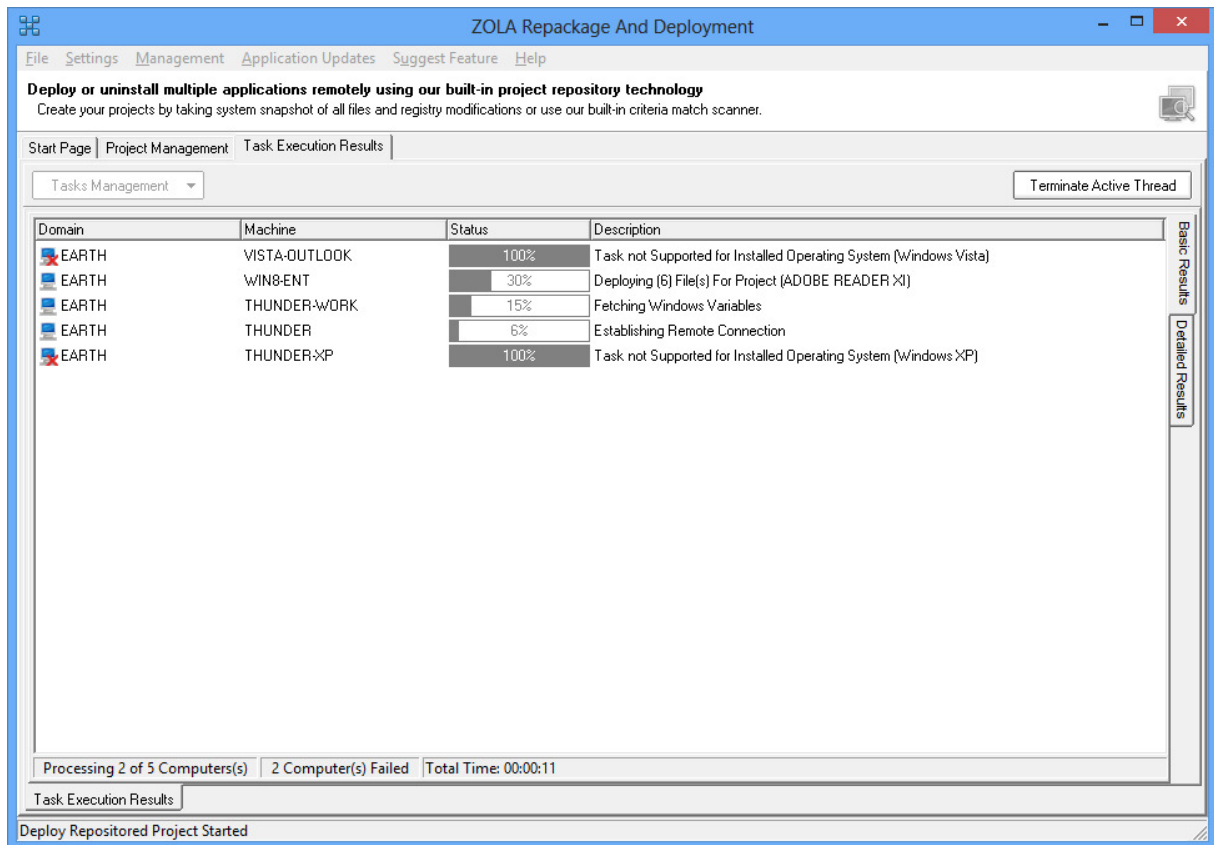 ZOLA Repackage And Deployment
File Settings Management Application Updates Suggest Feature Help
Deploy or uninstall multiple applications remotely using our built-in project repository technology
Create your projects by taking system snapshot of all files and registry modifications or use our built-in criteria match scanner.
Start Page Project Management Task Execution Results
Tasks Management Terminate Active Thread
Domain Machine Status Description
EARTH VISTA-OUTLOOK 100% Task not Supported for Installed Operating System (Windows Vista)
EARTH WIN8-ENT 30% Deploying (6) File(s) For Project (ADOBE READER XI)
EARTH THUNDER-WORK 15% Fetching Windows Variables
EARTH THUNDER 6% Establishing Remote Connection
EARTH THUNDER-XP 100% Task not Supported for Installed Operating System (Windows XP)
Basic Results
Detailed Results
Processing 2 of 5 Computers(s) 2 Computer(s) Failed Total Time: 00:00:11
Task Execution Results
Deploy Repositored Project Started